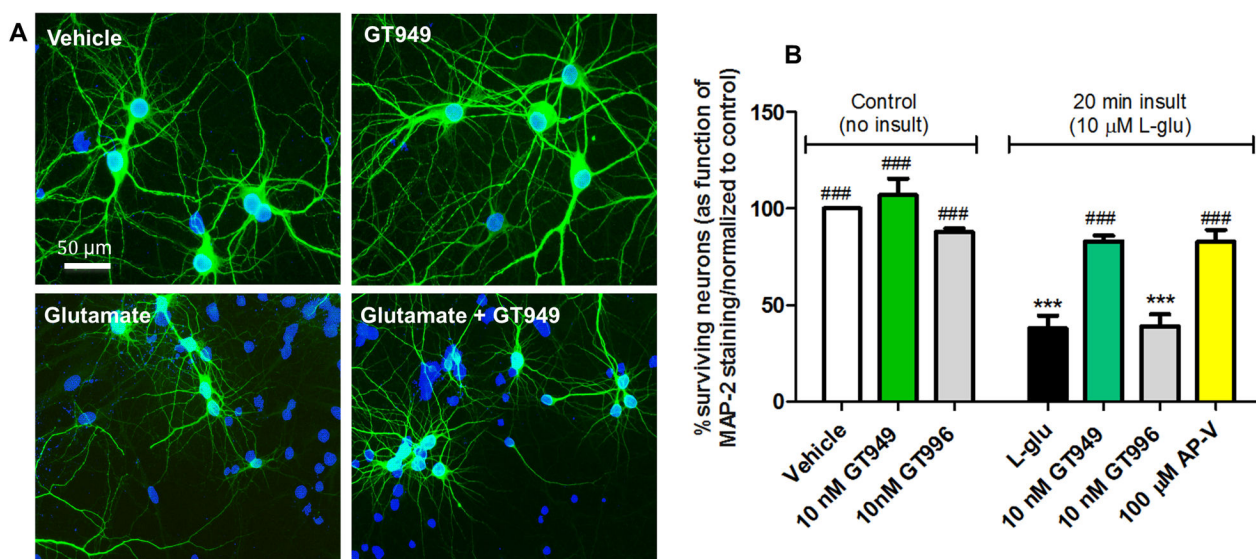 A
Vehicle
GT949
50 µm
Glutamate
Glutamate + GT949
B
% surviving neurons (as function of
MAP-2 staining/normalized to control)
150
100
50
0
Control
(no insult)
20 min insult
(10 µM L-glu)
###
###
###
***
###
***
###
Vehicle
10 nM GT949
10nM GT996
L-glu
10 nM GT949
10 nM GT996
100 µM AP-V